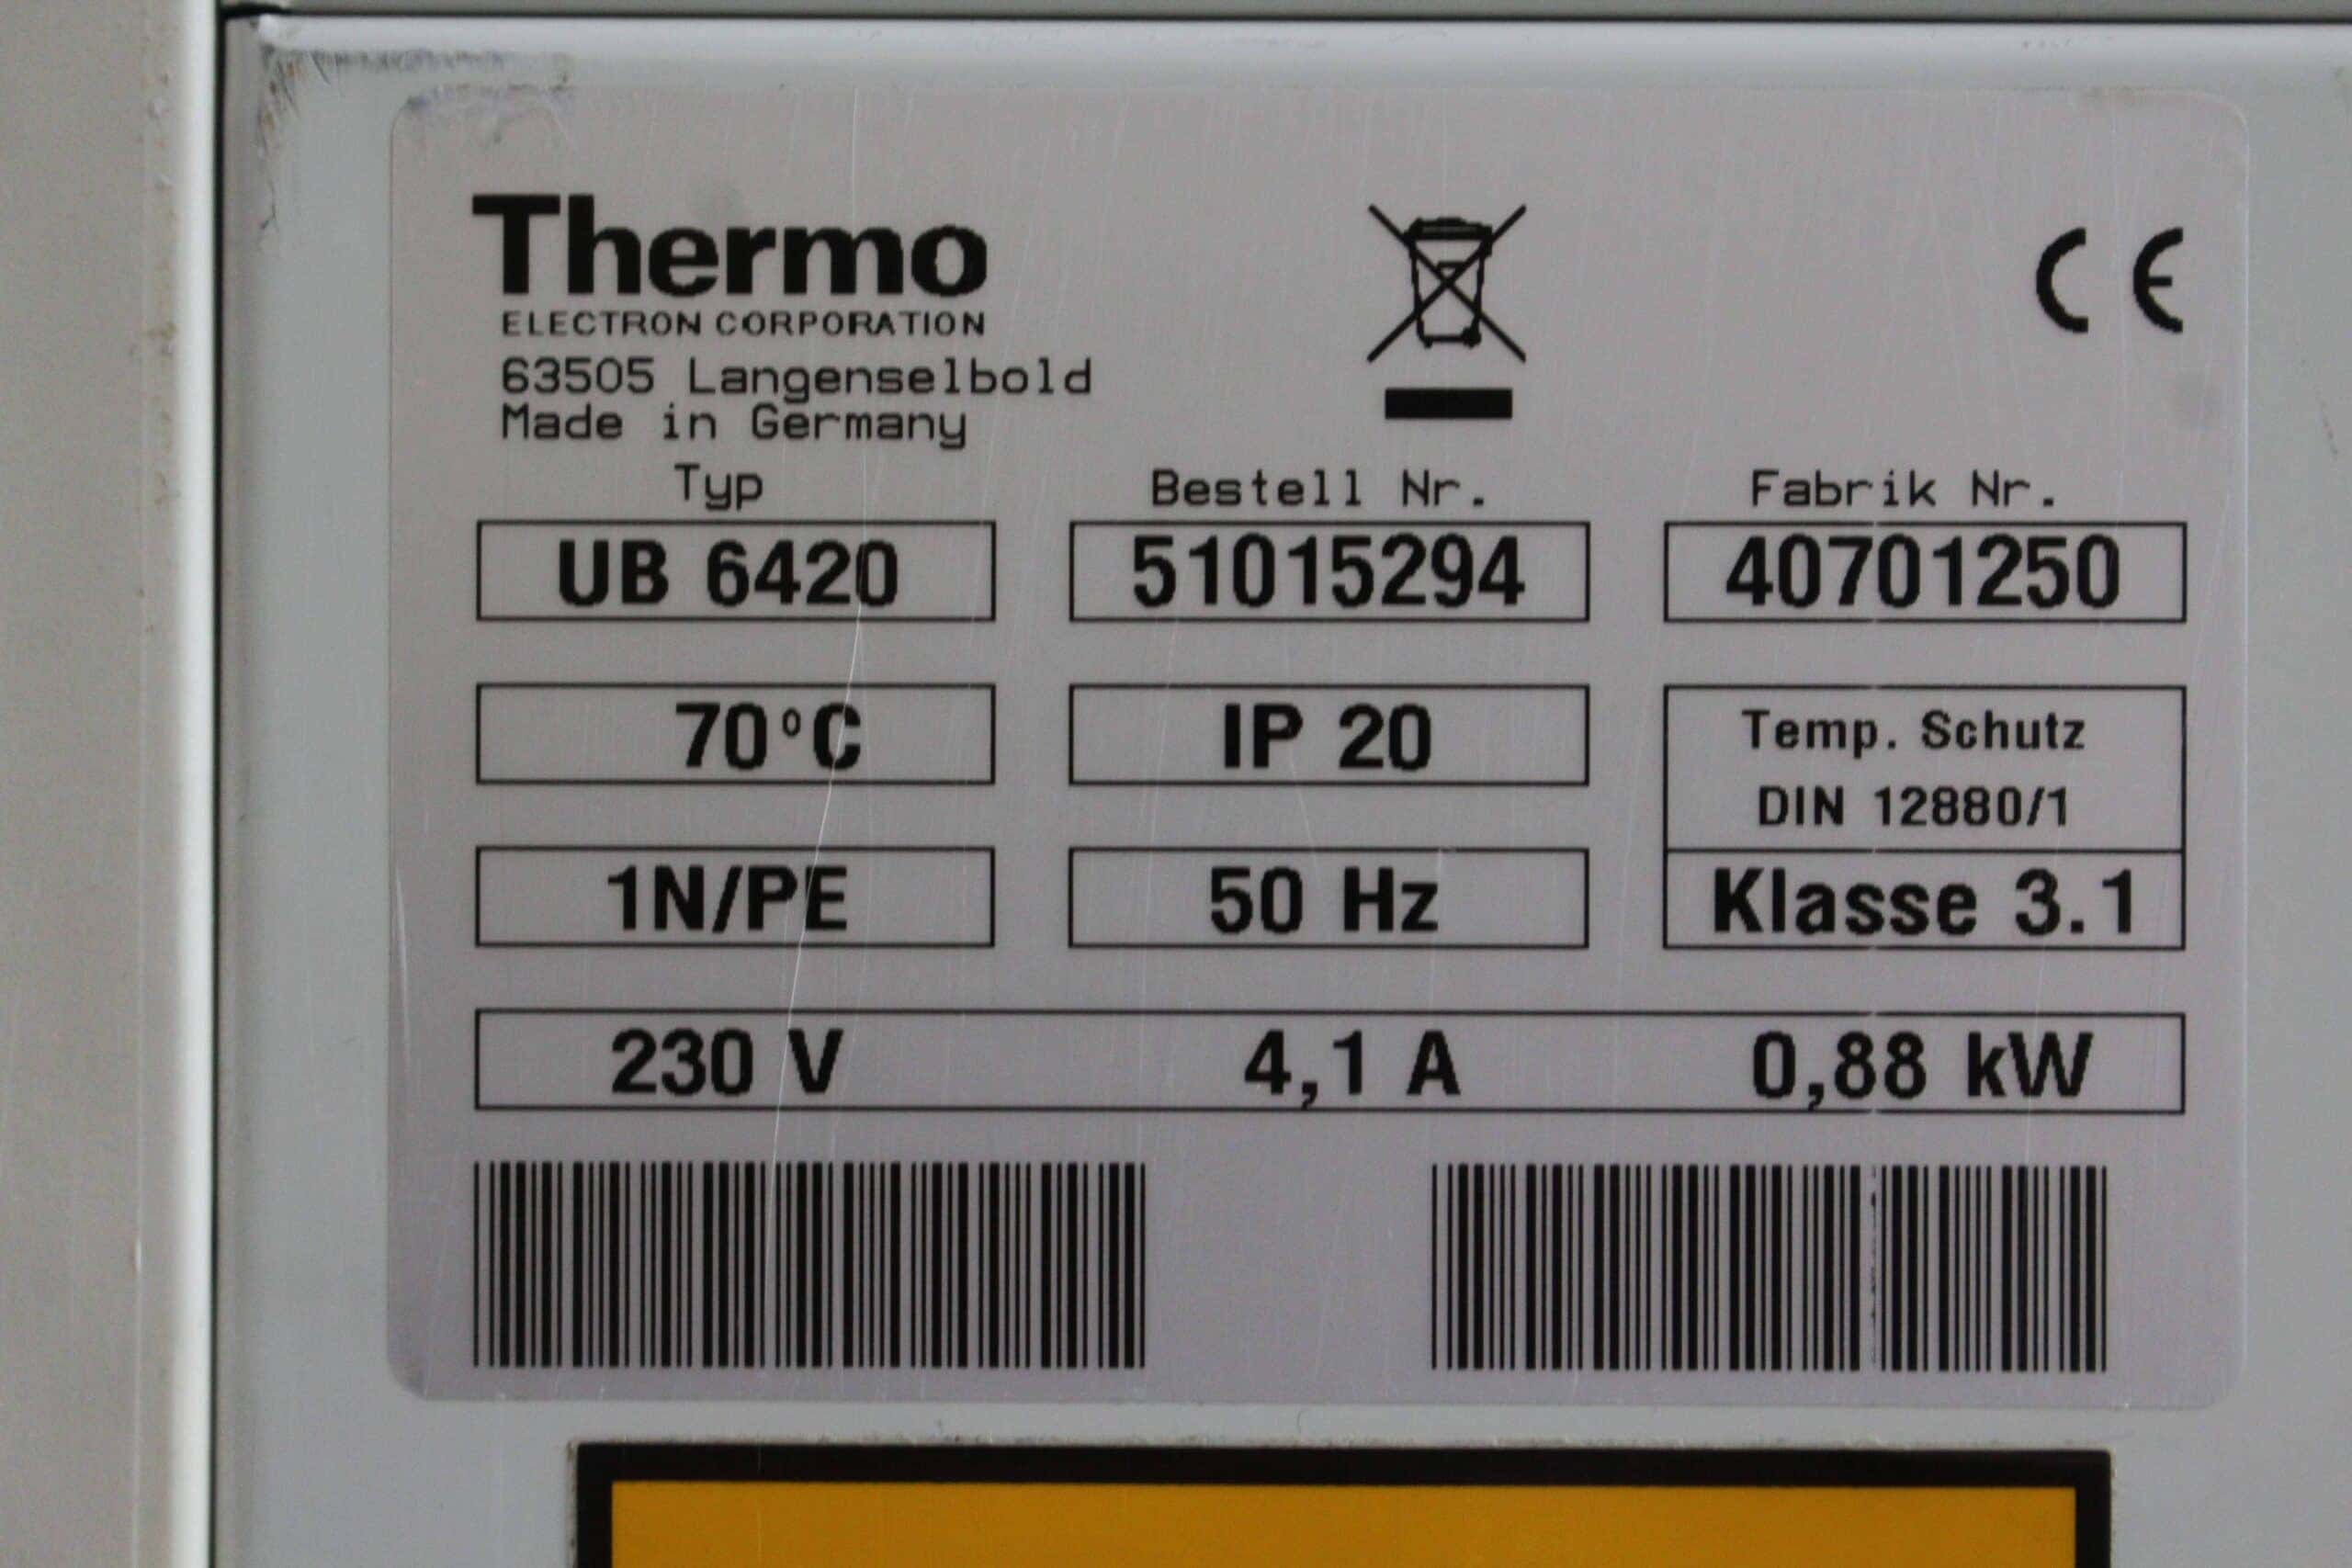 Thermo
ELECTRON CORPORATION
63505 Langenselbold
Made in Germany
CE
Typ Bestell Nr. Fabrik Nr.
UB 6420 51015294 40701250
70°C IP 20 Temp. Schutz
DIN 12880/1
1N/PE 50 Hz Klasse 3.1
230 V 4,1 A 0,88 kW